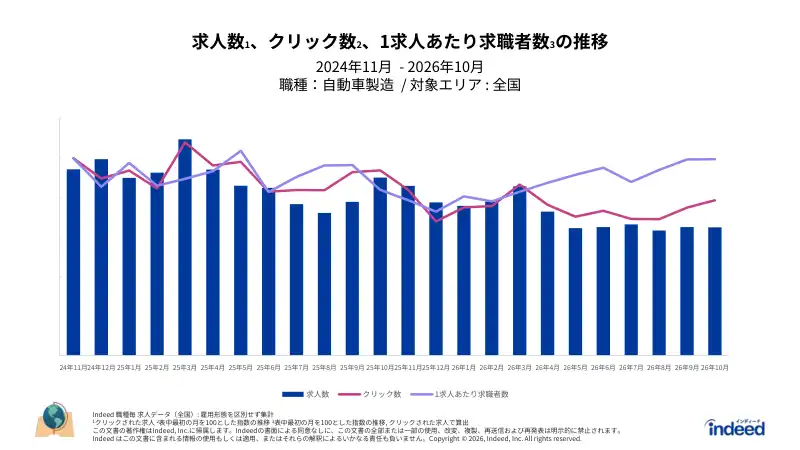 求人数1、クリック数2、1求人あたり求職者数3の推移
2024年11月 - 2026年10月
職種：自動車製造 / 対象エリア : 全国
24年11月 24年12月 25年1月 25年2月 25年3月 25年4月 25年5月 25年6月 25年7月 25年8月 25年9月 25年10月 25年11月 25年12月 26年1月 26年2月 26年3月 26年4月 26年5月 26年6月 26年7月 26年8月 26年9月 26年10月
求人数 クリック数 1求人あたり求職者数
Indeed 職種毎 求人データ（全国）: 雇用形態を区別せず集計
¹クリックされた求人 ²表中最初の月を100とした指数の推移 ³表中最初の月を100とした指数の推移, クリックされた求人で算出
この文書の著作権はIndeed, Inc.に帰属します。Indeedの書面による同意なしに、この文書の全部または一部の使用、改変、複製、再送信および再発表は明示的に禁止されます。
Indeed はこの文書に含まれる情報の使用もしくは適用、またはそれらの解釈によるいかなる責任も負いません。Copyright © 2026, Indeed, Inc. All rights reserved.
インディード
indeed